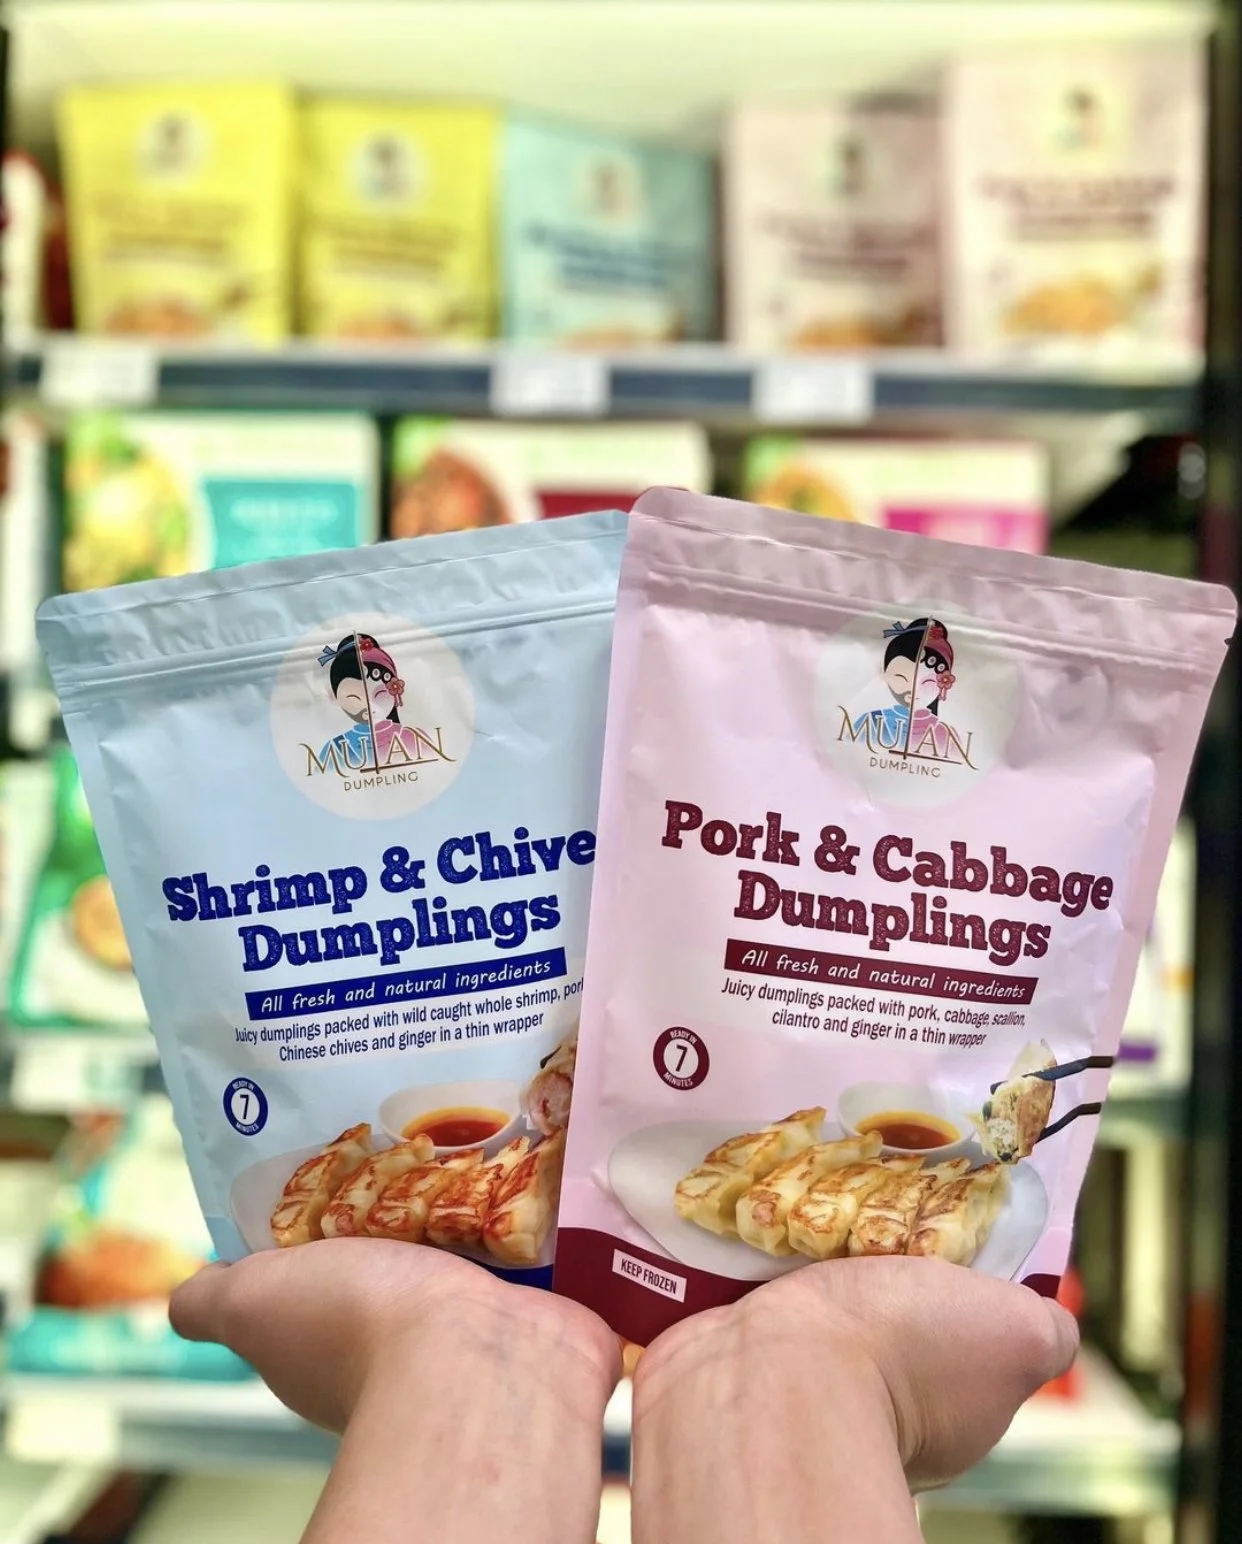 MULAN
DUMPLING
Shrimp & Chive
Dumplings
All fresh and natural ingredients
Juicy dumplings packed with wild caught whole shrimp, pork
Chinese chives and ginger in a thin wrapper
READY IN
7
MINUTES
MULAN
DUMPLING
Pork & Cabbage
Dumplings
All fresh and natural ingredients
Juicy dumplings packed with pork, cabbage, scallion,
cilantro and ginger in a thin wrapper
READY IN
7
MINUTES
KEEP FROZEN